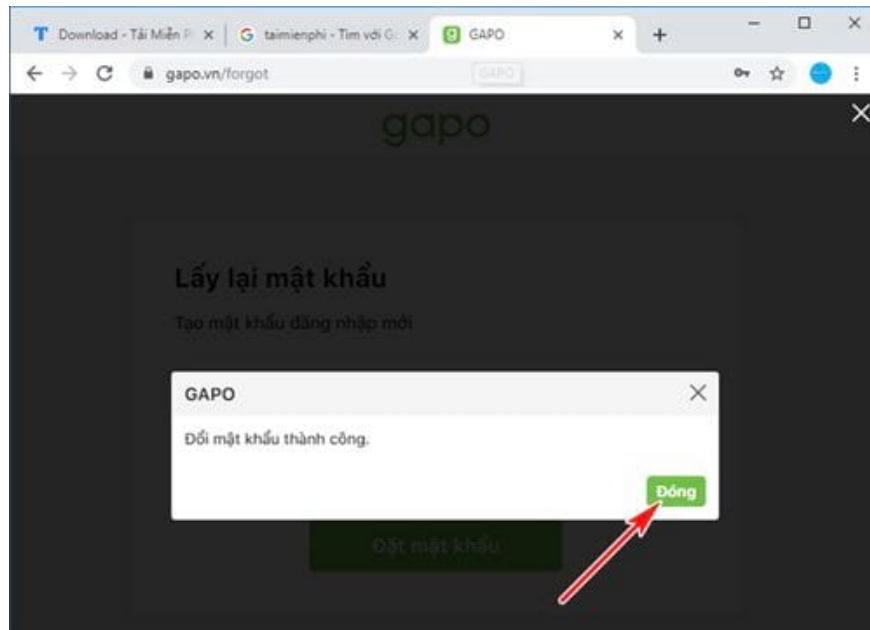 Download - Tải Miễn P
taimienphi - Tìm với G
GAPO
gapo.vn/forgot
GAPO
gapo
Lấy lại mật khẩu
Tạo mật khẩu đăng nhập mới
GAPO
Đổi mật khẩu thành công.
Đóng
Đặt mật khẩu